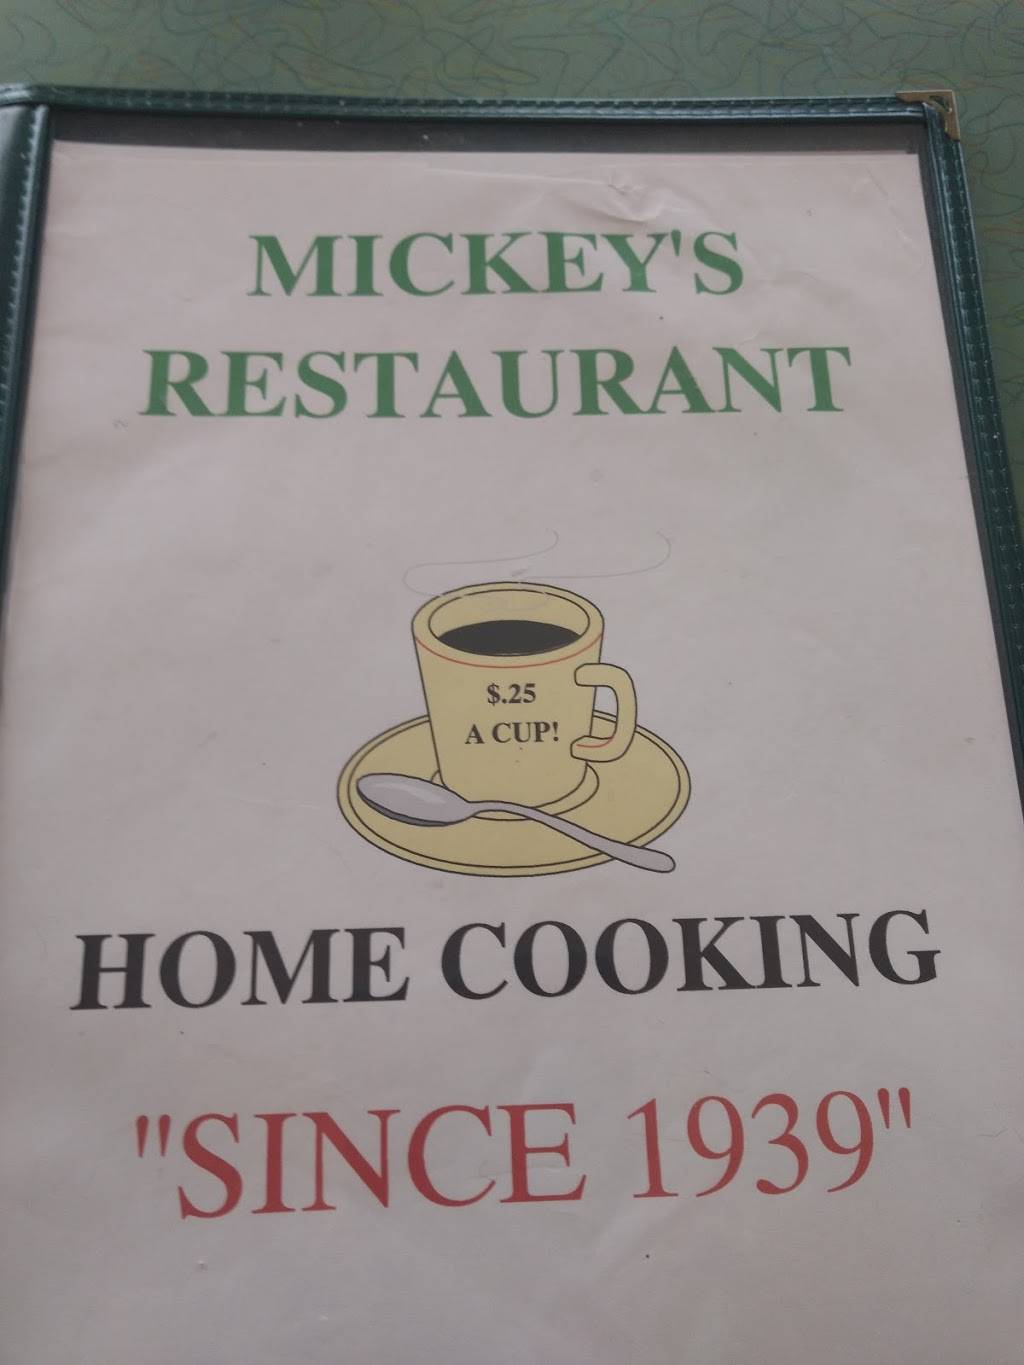 MICKEY'S
RESTAURANT
$.25
A CUP!
HOME COOKING
"SINCE 1939"